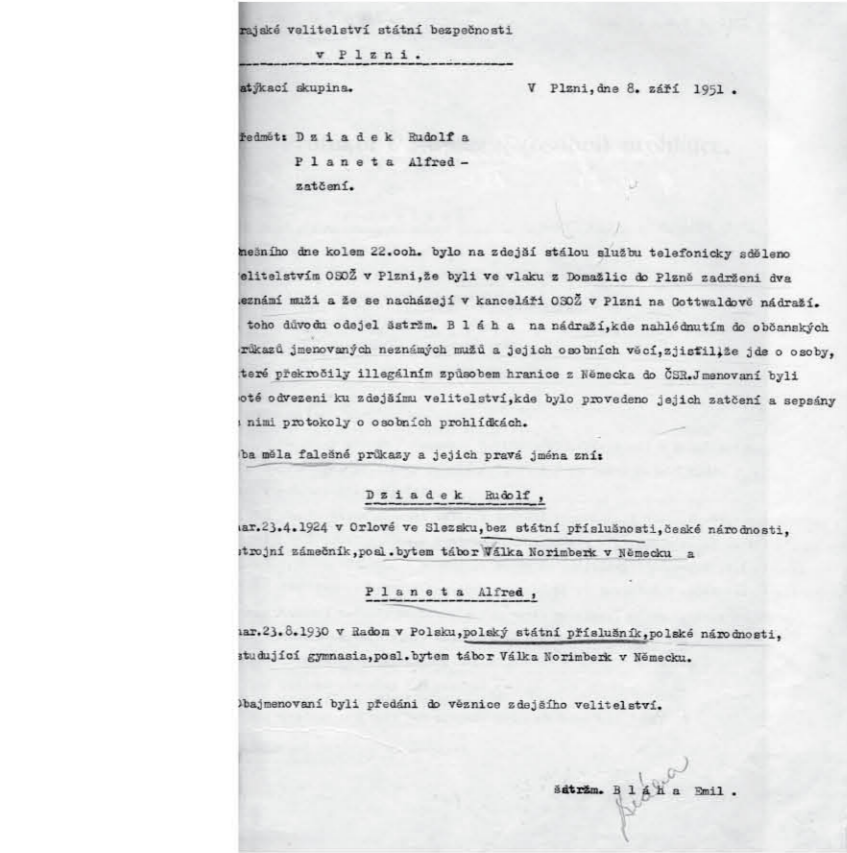 rajské velitelství státní bezpečnosti
v P l z n i .
atýkací skupina. V Plzni,dne 8. září 1951 .
ředmět: D z i a d e k Rudolf a
P l a n e t a Alfred –
zatčení.
nešního dne kolem 22.ooh. bylo na zdejší stálou službu telefonicky sděleno
elitelstvím OSOŽ v Plzni,že byli ve vlaku z Domažlic do Plzně zadrženi dva
eznámí muži a že se nacházejí v kanceláři OSOŽ v Plzni na Gottwaldově nádraží.
toho důvodu odejel šstržm. B l á h a na nádraží,kde nahlédnutím do občanských
růkazů jmenovaných neznámých mužů a jejich osobních věcí,zjistil,že jde o osoby,
teré překročily illegálním způsobem hranice z Německa do ČSR.Jmenovaní byli
oté odvezeni ku zdejšímu velitelství,kde bylo provedeno jejich zatčení a sepsány
nimi protokoly o osobních prohlídkách.
ba měla falešné průkazy a jejich pravá jména zní:
D z i a d e k Rudolf ,
nar.23.4.1924 v Orlové ve Slezsku,bez státní příslušnosti,české národnosti,
strojní zámečník,posl.bytem tábor Válka Norimberk v Německu a
P l a n e t a Alfred ,
nar.23.8.1930 v Radom v Polsku,polský státní příslušník,polské národnosti,
studující gymnasia,posl.bytem tábor Válka Norimberk v Německu.
Obajmenovaní byli předáni do věznice zdejšího velitelství.
šstržm. B l á h a Emil .